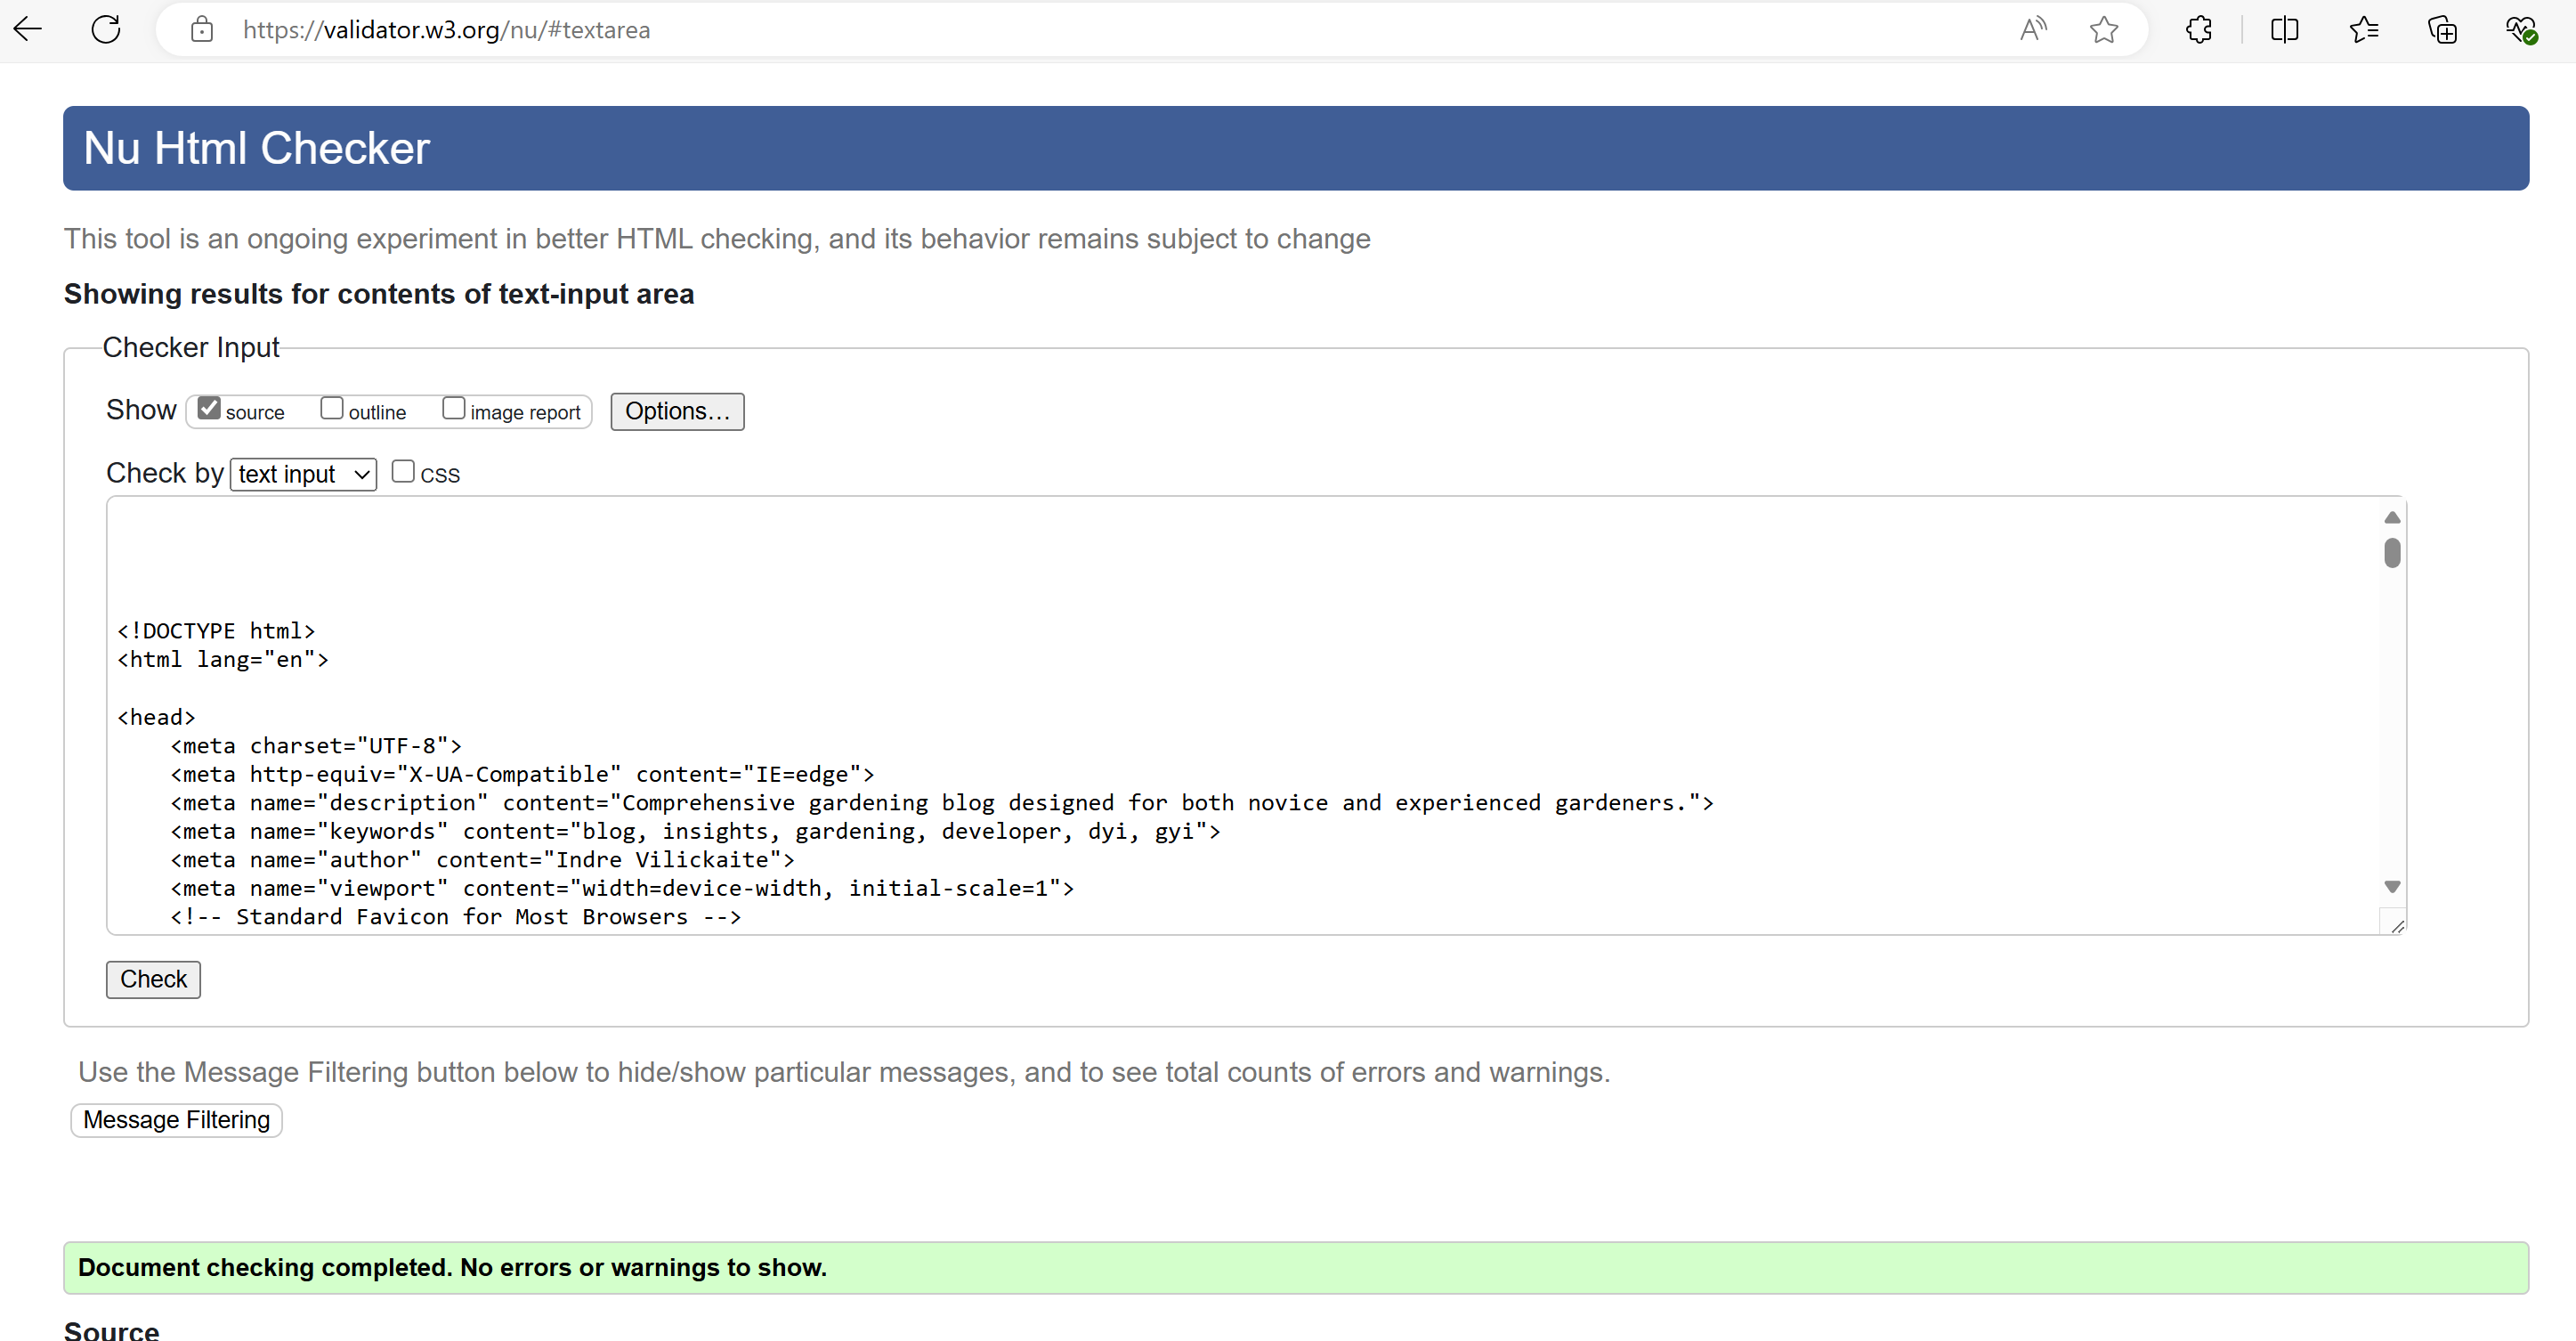 https://validator.w3.org/nu/#textarea
Nu Html Checker
This tool is an ongoing experiment in better HTML checking, and its behavior remains subject to change
Showing results for contents of text-input area
Checker Input
Show source outline image report Options...
Check by text input CSS
<!DOCTYPE html>
<html lang="en">
<head>
<meta charset="UTF-8">
<meta http-equiv="X-UA-Compatible" content="IE=edge">
<meta name="description" content="Comprehensive gardening blog designed for both novice and experienced gardeners.">
<meta name="keywords" content="blog, insights, gardening, developer, dyi, gyi">
<meta name="author" content="Indre Vilickaite">
<meta name="viewport" content="width=device-width, initial-scale=1">
<!-- Standard Favicon for Most Browsers -->
Check
Use the Message Filtering button below to hide/show particular messages, and to see total counts of errors and warnings.
Message Filtering
Document checking completed. No errors or warnings to show.
Source